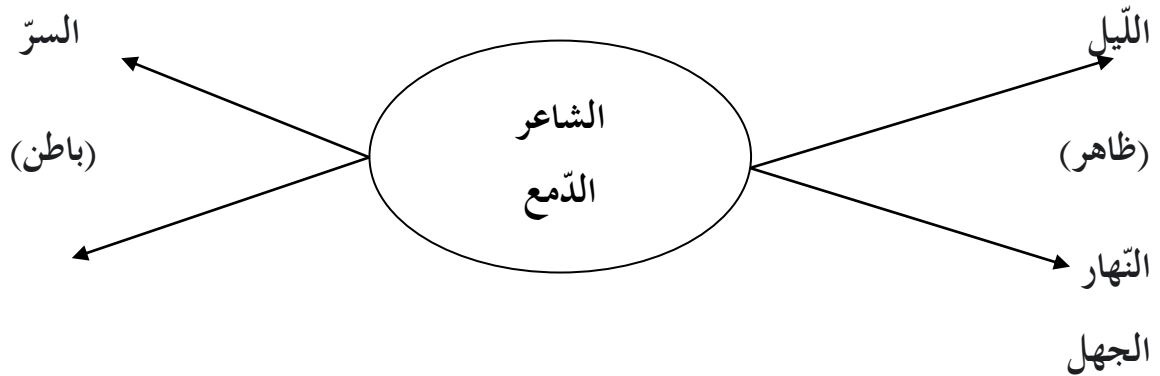 اللّيل
السرّ
الشاعر
(ظاهر)
(باطن)
الدّمع
النّهار
الجهل